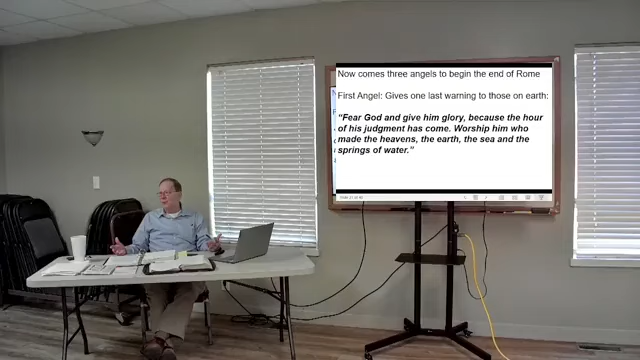 Now comes three angels to begin the end of Rome
First Angel: Gives one last warning to those on earth:
"Fear God and give him glory, because the hour
of his judgment has come. Worship him who
made the heavens, the earth, the sea and the
springs of water."